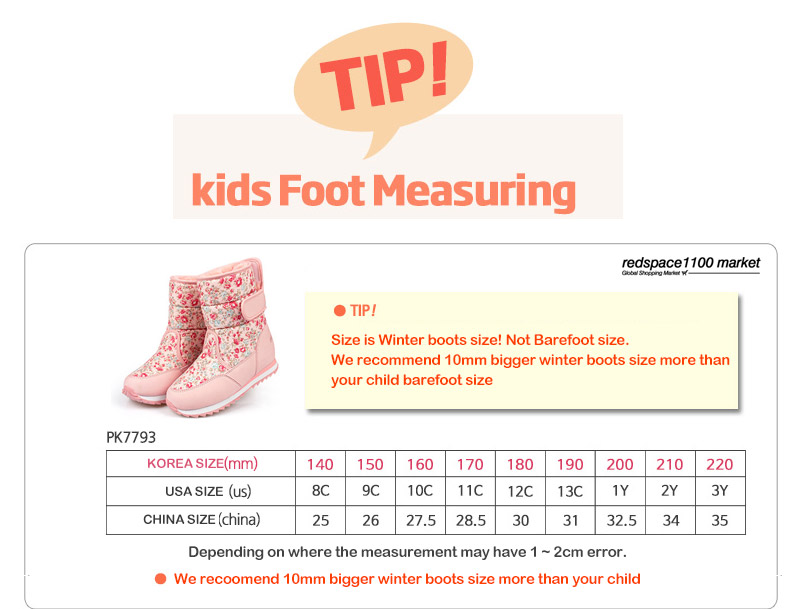 TIP!
kids Foot Measuring
redspace1100 market
Global Shopping Market
TIP!
Size is Winter boots size! Not Barefoot size.
We recommend 10mm bigger winter boots size more than
your child barefoot size
PK7793
KOREA SIZE(mm) 140 150 160 170 180 190 200 210 220
USA SIZE (us) 8C 9C 10C 11C 12C 13C 1Y 2Y 3Y
CHINA SIZE (china) 25 26 27.5 28.5 30 31 32.5 34 35
Depending on where the measurement may have 1 ~ 2cm error.
We recoomend 10mm bigger winter boots size more than your child